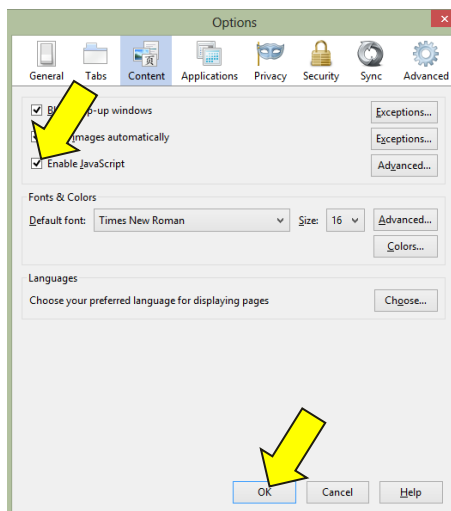 Options
General Tabs Content Applications Privacy Security Sync Advanced
p-up windows
Exceptions...
mages automatically
Exceptions...
Enable JavaScript
Advanced...
Fonts & Colors
Default font: Times New Roman Size: 16 Advanced...
Colors...
Languages
Choose your preferred language for displaying pages Choose...
OK Cancel Help